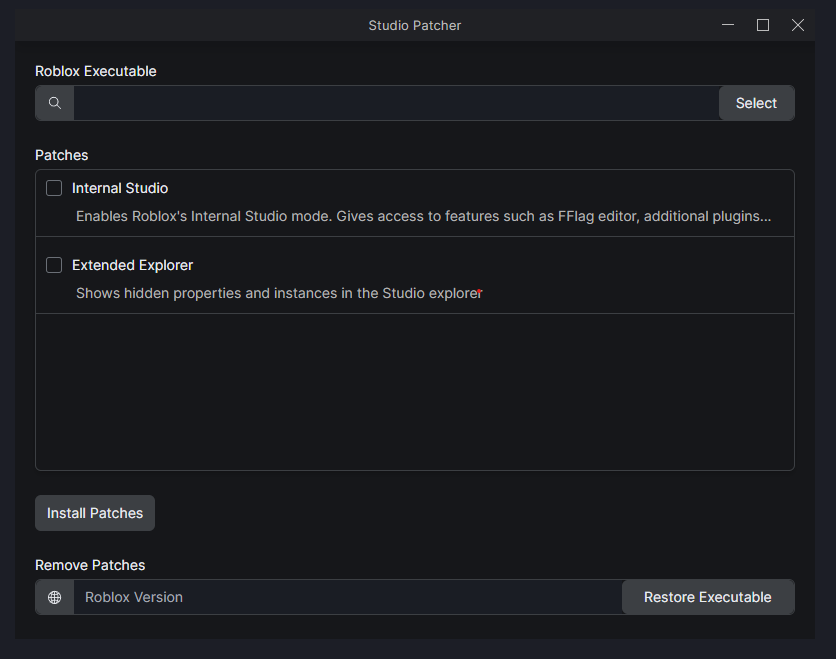 Studio Patcher
Roblox Executable
Select
Patches
Internal Studio
Enables Roblox's Internal Studio mode. Gives access to features such as FFlag editor, additional plugins...
Extended Explorer
Shows hidden properties and instances in the Studio explorer
Install Patches
Remove Patches
Roblox Version
Restore Executable